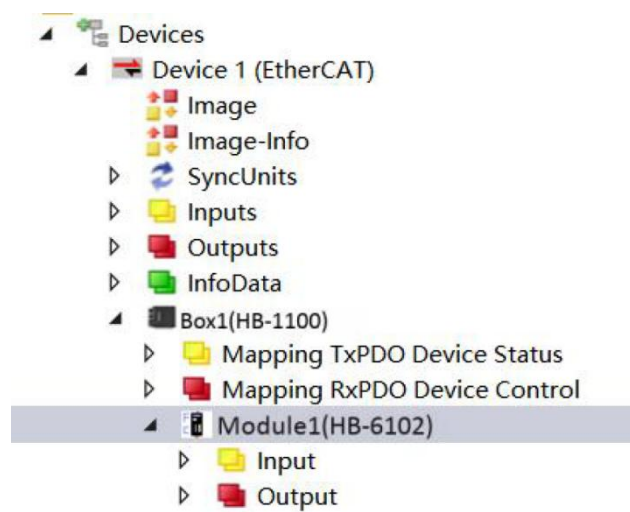 Devices
Device 1 (EtherCAT)
Image
Image-Info
SyncUnits
Inputs
Outputs
InfoData
Box1(HB-1100)
Mapping TxPDO Device Status
Mapping RxPDO Device Control
Module1(HB-6102)
Input
Output